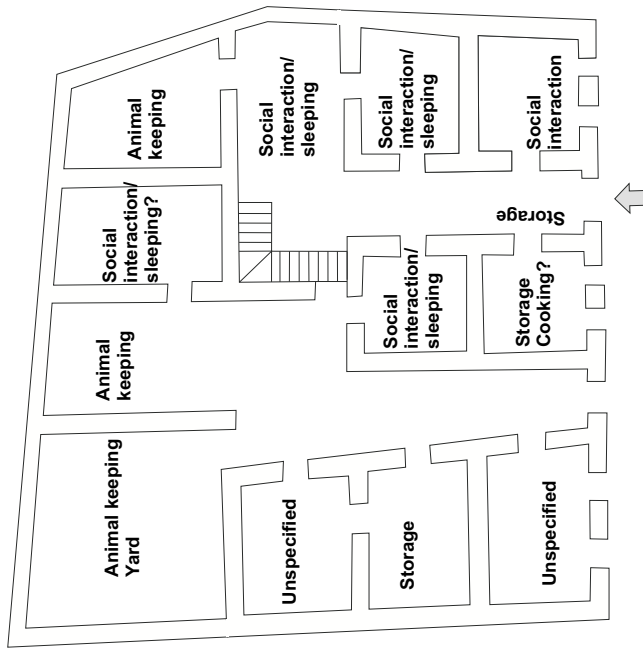 Animal
keeping
Social
interaction/
sleeping?
Animal
keeping
Animal keeping
Yard
Social
interaction/
sleeping
Social
interaction/
sleeping
Social
interaction
Storage
Social
interaction/
sleeping
Storage
Cooking?
Unspecified
Storage
Unspecified